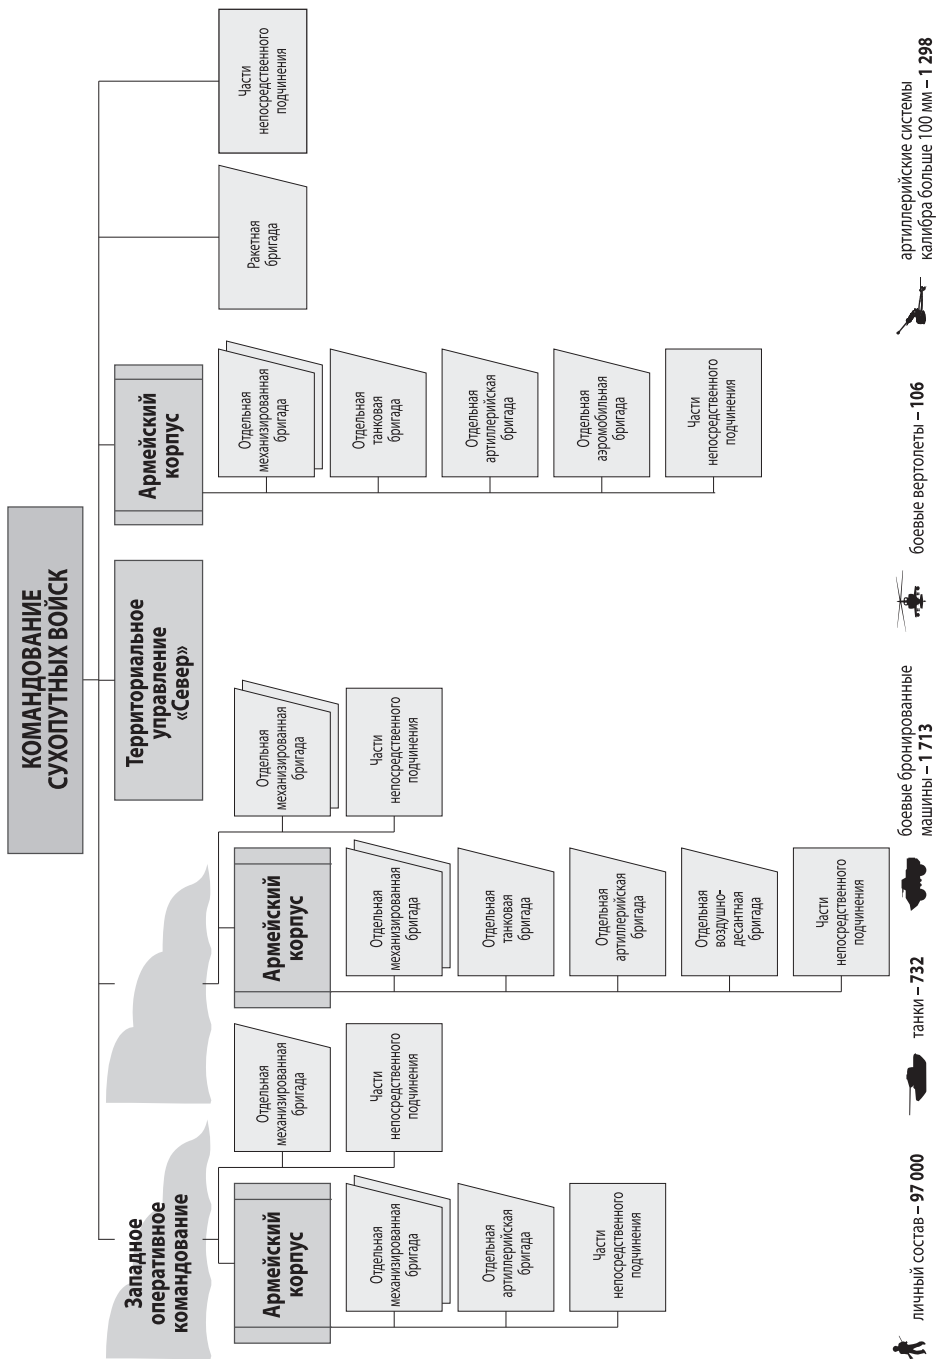 КОМАНДОВАНИЕ
СУХОПУТНЫХ ВОЙСК
Западное
оперативное
командование
Территориальное
управление
«Север»
Армейский
корпус
Ракетная
бригада
Части
непосредственного
подчинения
Армейский
корпус
Отдельная
механизированная
бригада
Отдельная
артиллерийская
бригада
Части
непосредственного
подчинения
Отдельная
механизированная
бригада
Части
непосредственного
подчинения
Армейский
корпус
Отдельная
механизированная
бригада
Отдельная
танковая
бригада
Отдельная
артиллерийская
бригада
Отдельная
воздушно-
десантная
бригада
Части
непосредственного
подчинения
Отдельная
механизированная
бригада
Части
непосредственного
подчинения
Отдельная
механизированная
бригада
Отдельная
танковая
бригада
Отдельная
артиллерийская
бригада
Отдельная
аэромобильная
бригада
Части
непосредственного
подчинения
личный состав – 97 000
танки – 732
боевые бронированные
машины – 1 713
боевые вертолеты – 106
артиллерийские системы
калибра больше 100 мм – 1 298